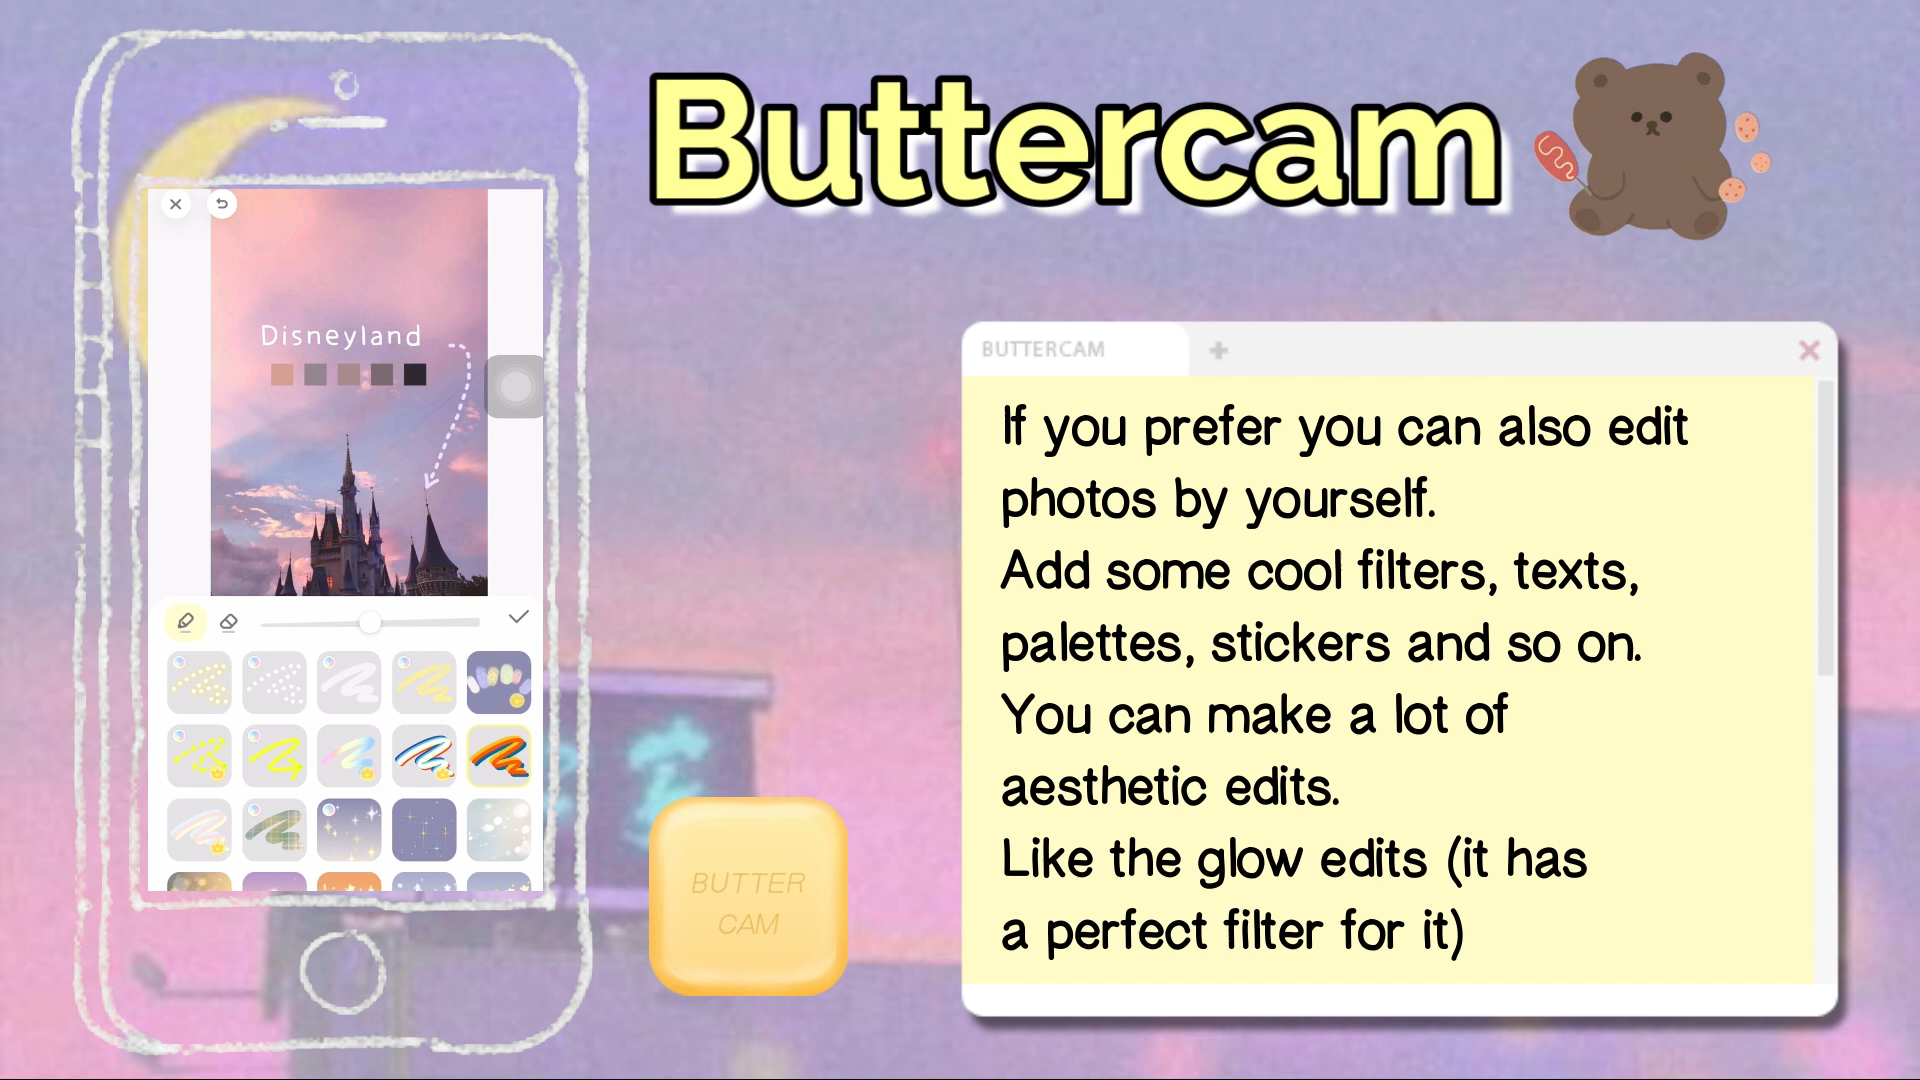 Buttercam
Disneyland
BUTTERCAM
If you prefer you can also edit
photos by yourself.
Add some cool filters, texts,
palettes, stickers and so on.
You can make a lot of
aesthetic edits.
Like the glow edits (it has
a perfect filter for it)
BUTTER
CAM